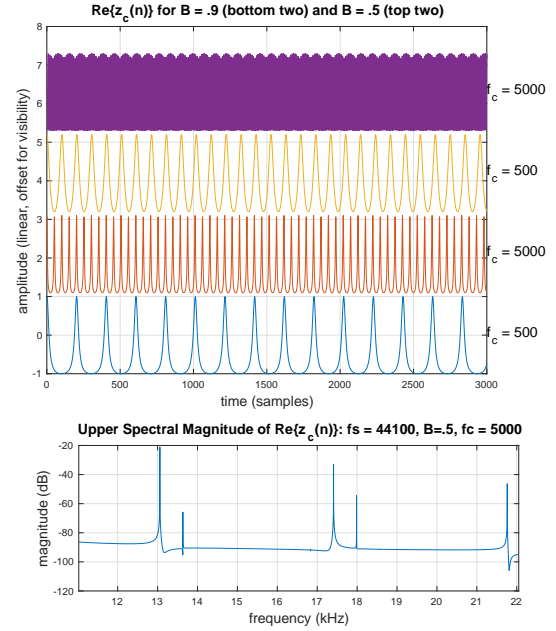 Re{z_c(n)} for B = .9 (bottom two) and B = .5 (top two)
amplitude (linear, offset for visibility)
8
7
6
5
4
3
2
1
0
-1
f_c = 5000
f_c = 500
f_c = 5000
f_c = 500
0 500 1000 1500 2000 2500 3000
time (samples)
Upper Spectral Magnitude of Re{z_c(n)}: fs = 44100, B=.5, fc = 5000
magnitude (dB)
-20
-40
-60
-80
-100
-120
12 13 14 15 16 17 18 19 20 21 22
frequency (kHz)